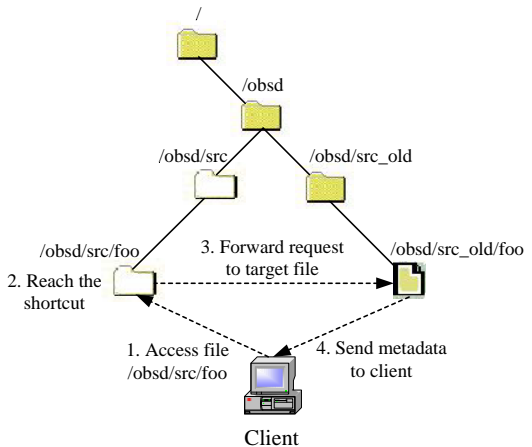 /
/obsd
/obsd/src
/obsd/src_old
/obsd/src/foo
3. Forward request
to target file
/obsd/src_old/foo
2. Reach the
shortcut
1. Access file
/obsd/src/foo
4. Send metadata
to client
Client